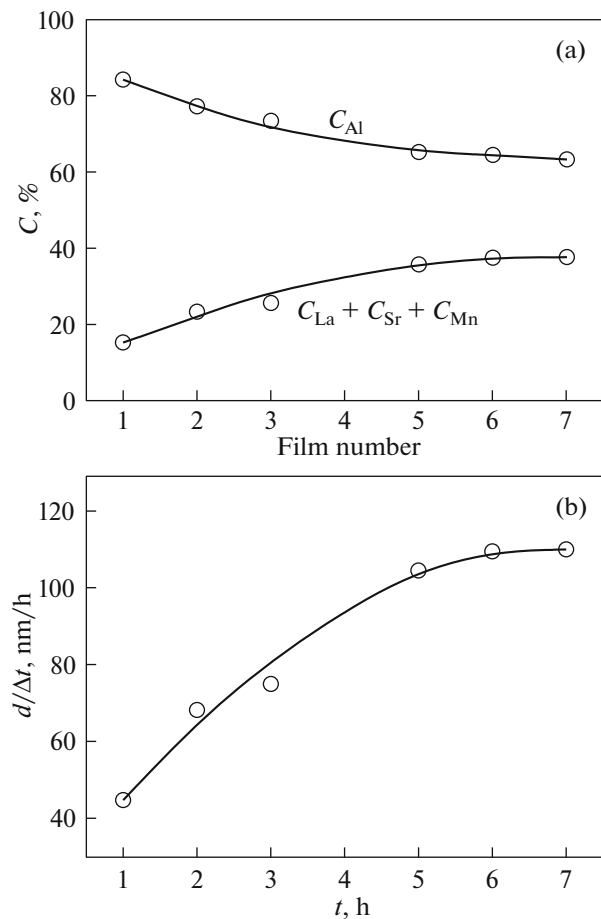 100
(a)
80
C_Al
60
C, %
40
C_La + C_Sr + C_Mn
20
0
1 2 3 4 5 6 7
Film number
120
(b)
100
d/Δt, nm/h
80
60
40
1 2 3 4 5 6 7
t, h